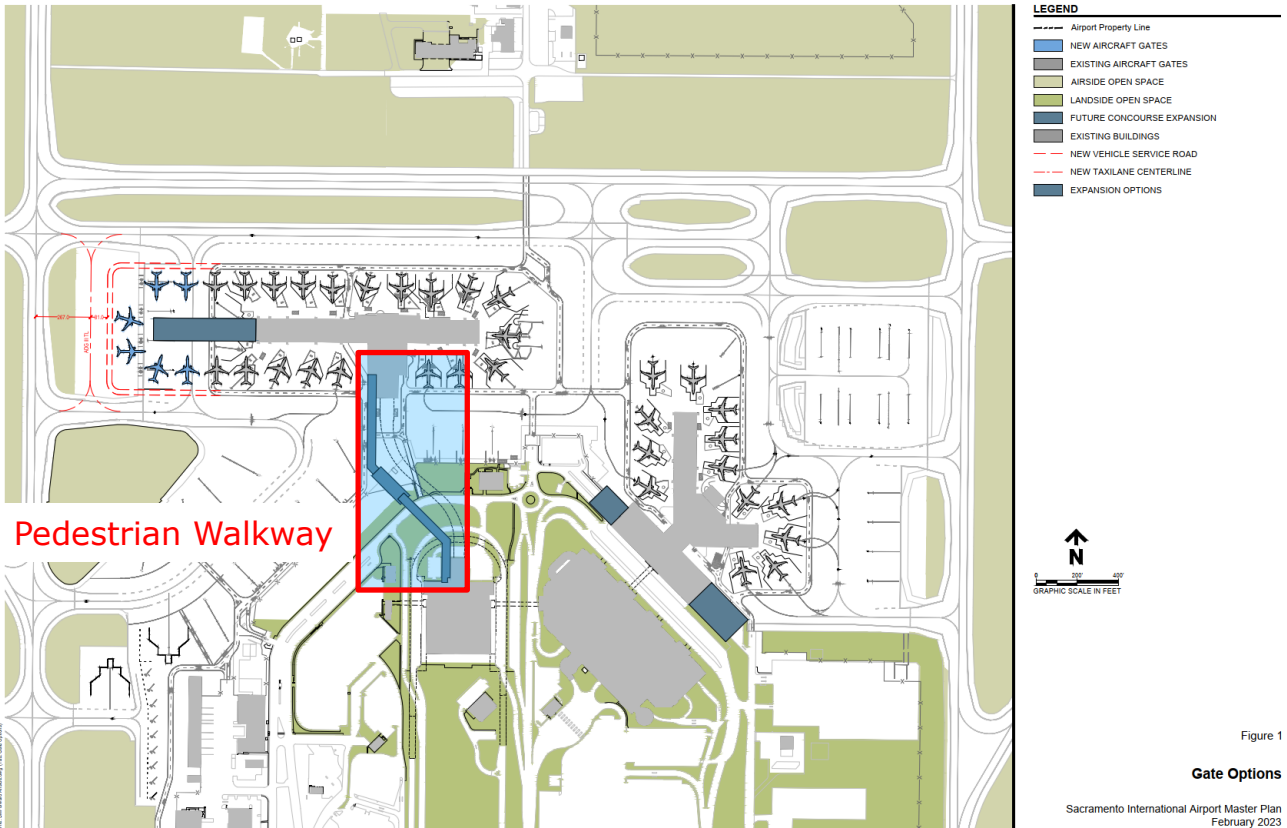 LEGEND
Airport Property Line
NEW AIRCRAFT GATES
EXISTING AIRCRAFT GATES
AIRSIDE OPEN SPACE
LANDSIDE OPEN SPACE
FUTURE CONCOURSE EXPANSION
EXISTING BUILDINGS
NEW VEHICLE SERVICE ROAD
NEW TAXILANE CENTERLINE
EXPANSION OPTIONS
Pedestrian Walkway
N
0 200' 400'
GRAPHIC SCALE IN FEET
Figure 1
Gate Options
Sacramento International Airport Master Plan
February 2023